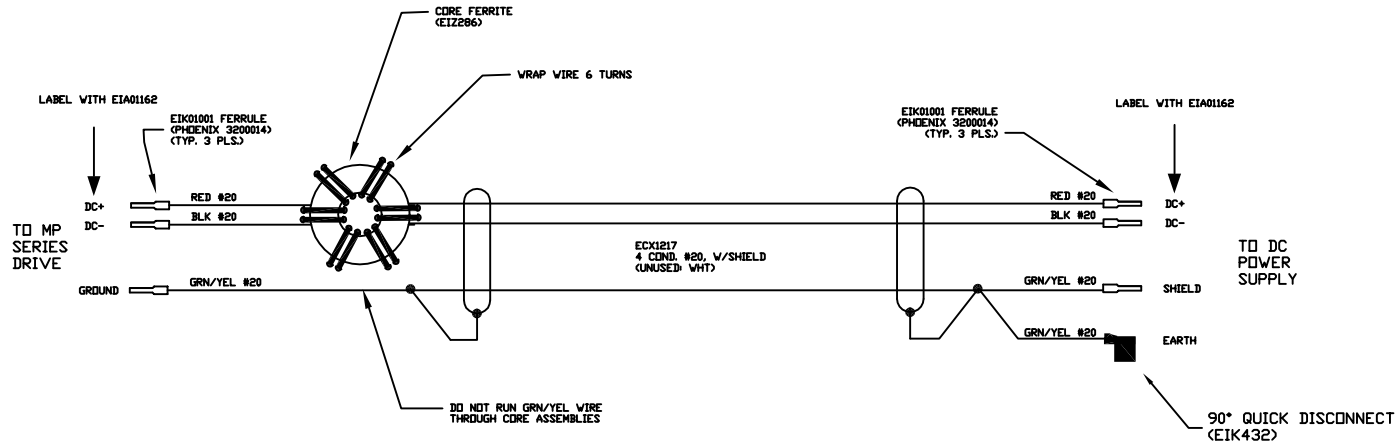 CORE FERRITE
(EIZ286)
WRAP WIRE 6 TURNS
LABEL WITH EIA01162
EIK01001 FERRULE
(PHOENIX 3200014)
(TYP. 3 PLS.)
EIK01001 FERRULE
(PHOENIX 3200014)
(TYP. 3 PLS.)
LABEL WITH EIA01162
DC+
RED #20
RED #20
DC+
DC-
BLK #20
BLK #20
DC-
TO MP
SERIES
DRIVE
ECX1217
4 COND. #20, W/SHIELD
(UNUSED: WHT)
TO DC
POWER
SUPPLY
GROUND
GRN/YEL #20
GRN/YEL #20
SHIELD
GRN/YEL #20
EARTH
DO NOT RUN GRN/YEL WIRE
THROUGH CORE ASSEMBLIES
90° QUICK DISCONNECT
(EIK432)